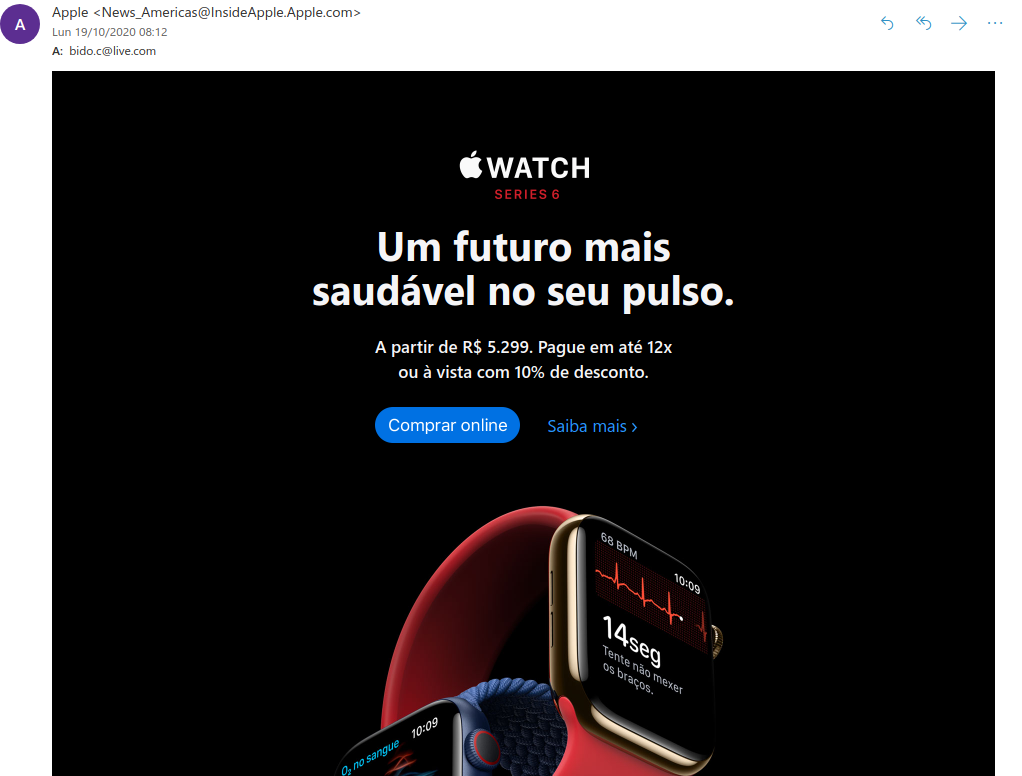 A
Apple <News_Americas@InsideApple.Apple.com>
Lun 19/10/2020 08:12
A: bido.c@live.com
WATCH
SERIES 6
Um futuro mais
saudável no seu pulso.
A partir de R$ 5.299. Pague em até 12x
ou à vista com 10% de desconto.
Comprar online
Saiba mais ›
68 BPM
10:09
14seg
Tente não mexer
os braços.
10:09
O₂ no sangue